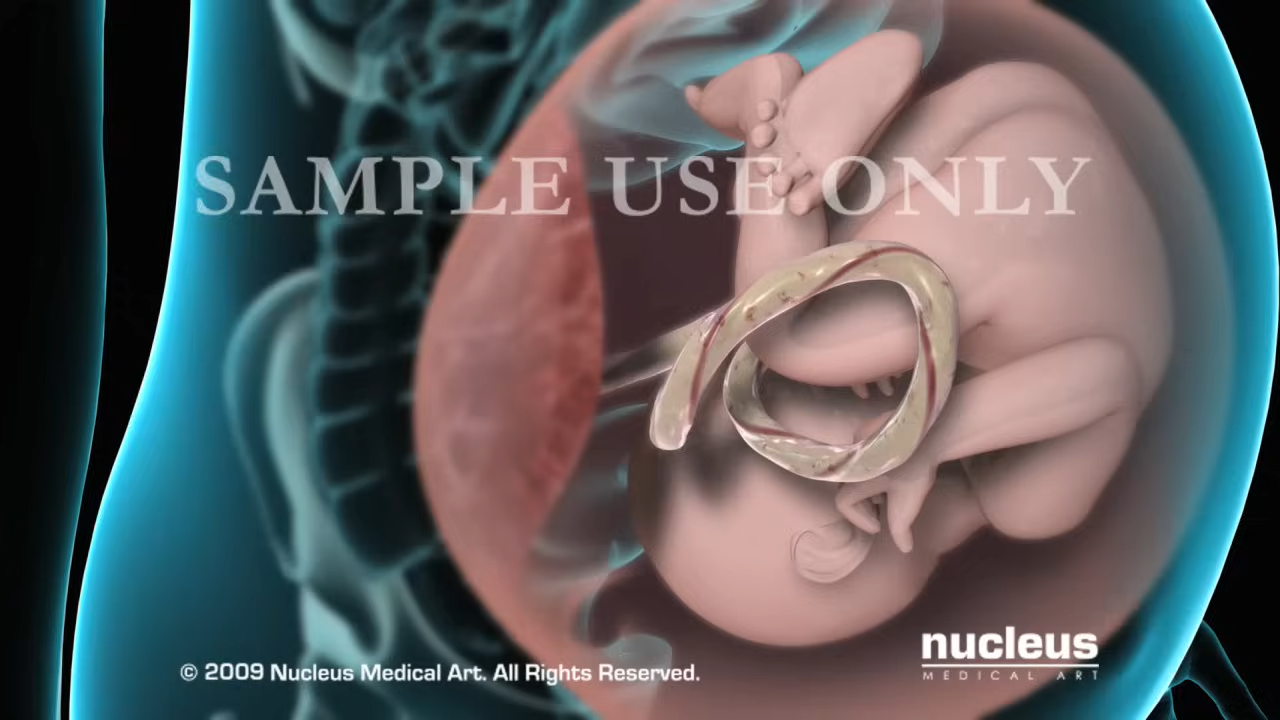 SAMPLE USE ONLY
© 2009 Nucleus Medical Art. All Rights Reserved.
nucleus
MEDICAL ART